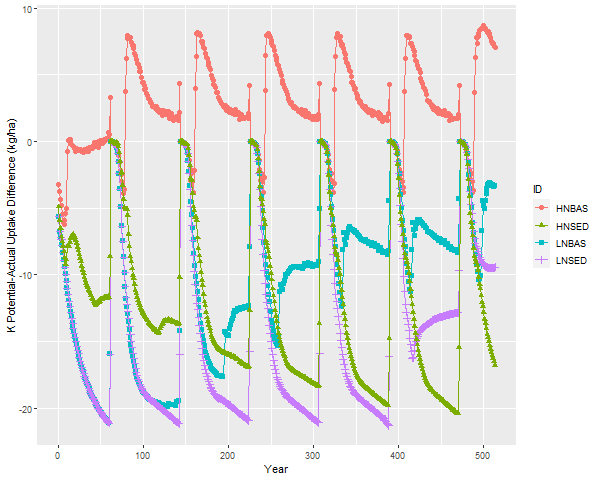 K Potential-Actual Uptake Difference (kg/ha)
10
0
-10
-20
0
100
200
300
400
500
Year
ID
HNBAS
HNSED
LNBAS
LNSED